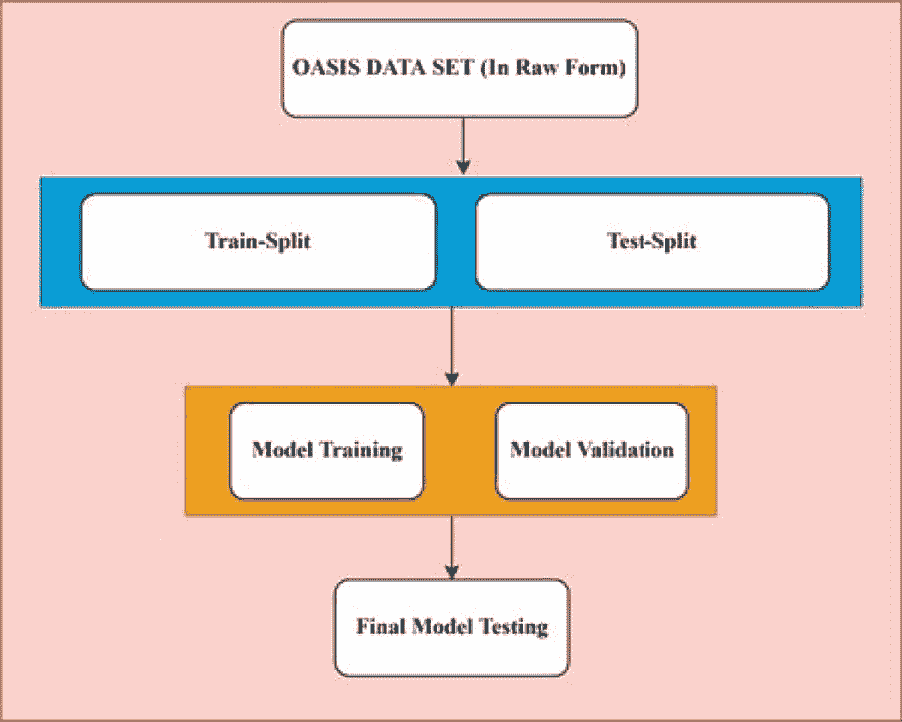 OASIS DATA SET (In Raw Form)
Train-Split
Test-Split
Model Training
Model Validation
Final Model Testing